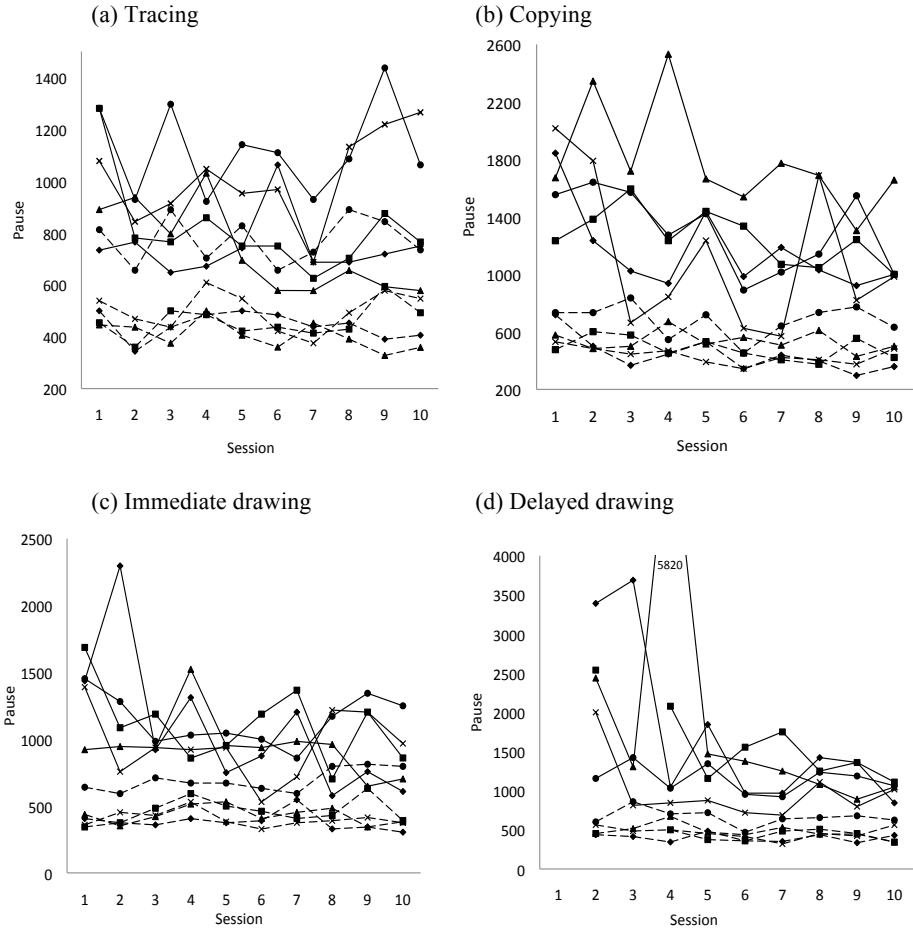 (a) Tracing
1400
1200
1000
800
600
400
200
Pause
1 2 3 4 5 6 7 8 9 10
Session
(b) Copying
2600
2200
1800
1400
1000
600
200
Pause
1 2 3 4 5 6 7 8 9 10
Session
(c) Immediate drawing
2500
2000
1500
1000
500
0
Pause
1 2 3 4 5 6 7 8 9 10
Session
(d) Delayed drawing
4000
3500
3000
2500
2000
1500
1000
500
0
Pause
5820
1 2 3 4 5 6 7 8 9 10
Session